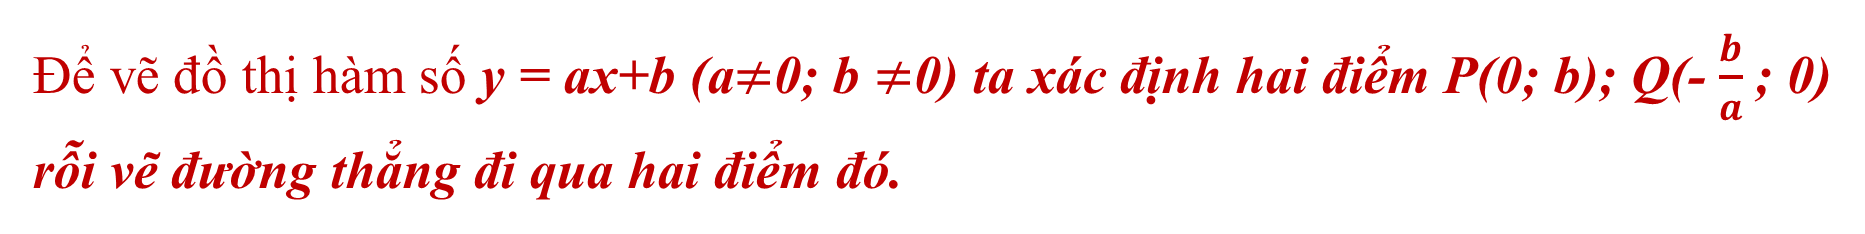 Để vẽ đồ thị hàm số y = ax+b (a≠0; b ≠0) ta xác định hai điểm P(0; b); Q(- b/a ; 0)
rỗi vẽ đường thẳng đi qua hai điểm đó.